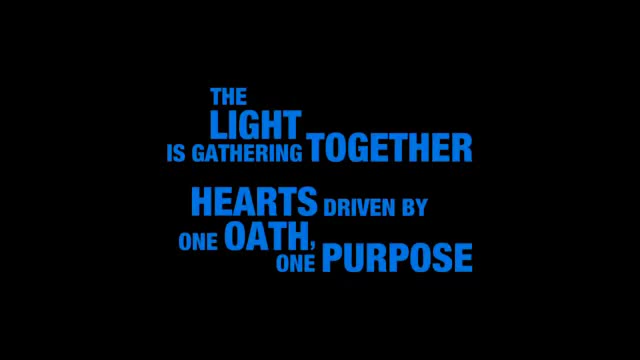 THE
LIGHT
IS GATHERING TOGETHER
HEARTS DRIVEN BY
ONE OATH,
ONE PURPOSE